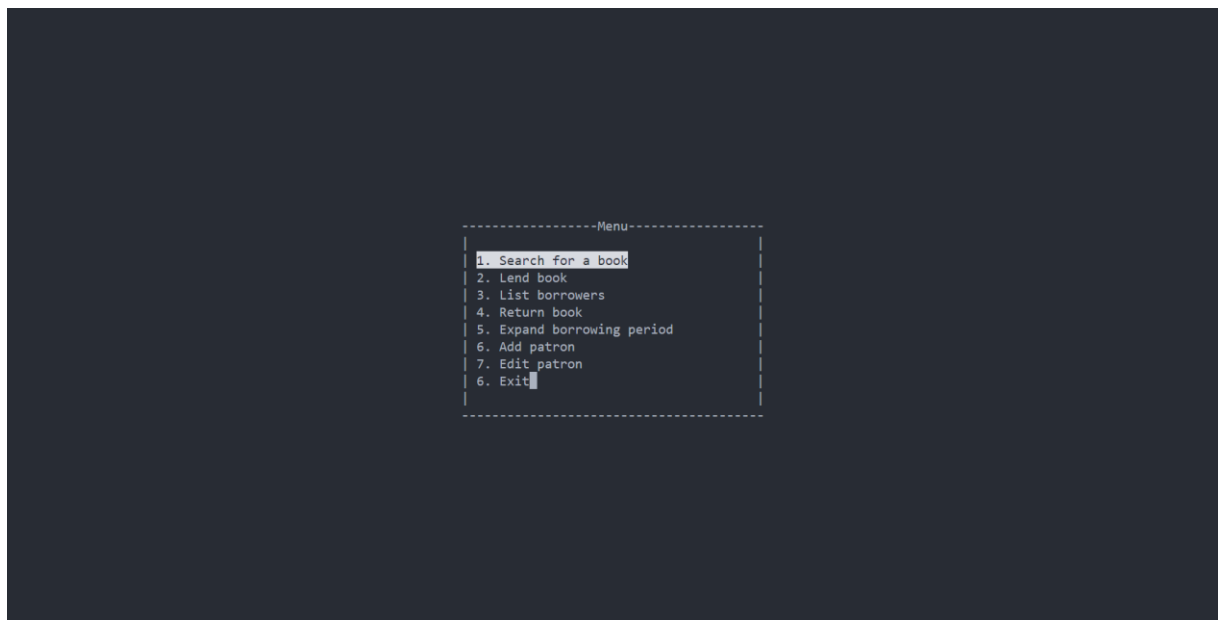 Menu
1. Search for a book
2. Lend book
3. List borrowers
4. Return book
5. Expand borrowing period
6. Add patron
7. Edit patron
6. Exit